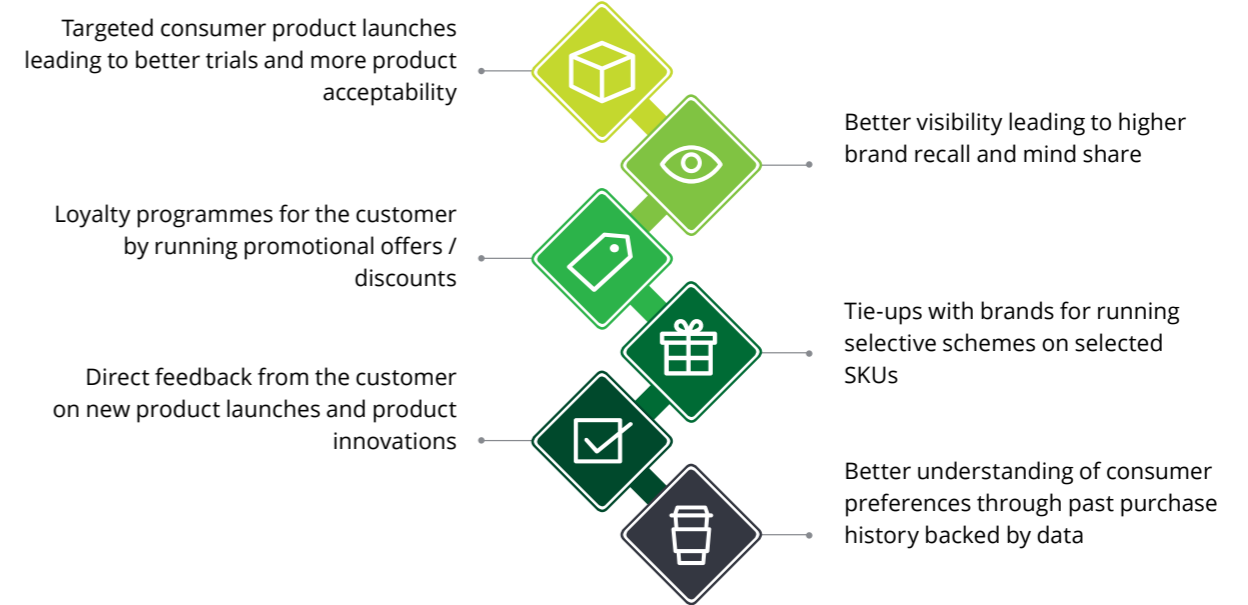 Targeted consumer product launches
leading to better trials and more product
acceptability
Better visibility leading to higher
brand recall and mind share
Loyalty programmes for the customer
by running promotional offers /
discounts
Tie-ups with brands for running
selective schemes on selected
SKUs
Direct feedback from the customer
on new product launches and product
innovations
Better understanding of consumer
preferences through past purchase
history backed by data